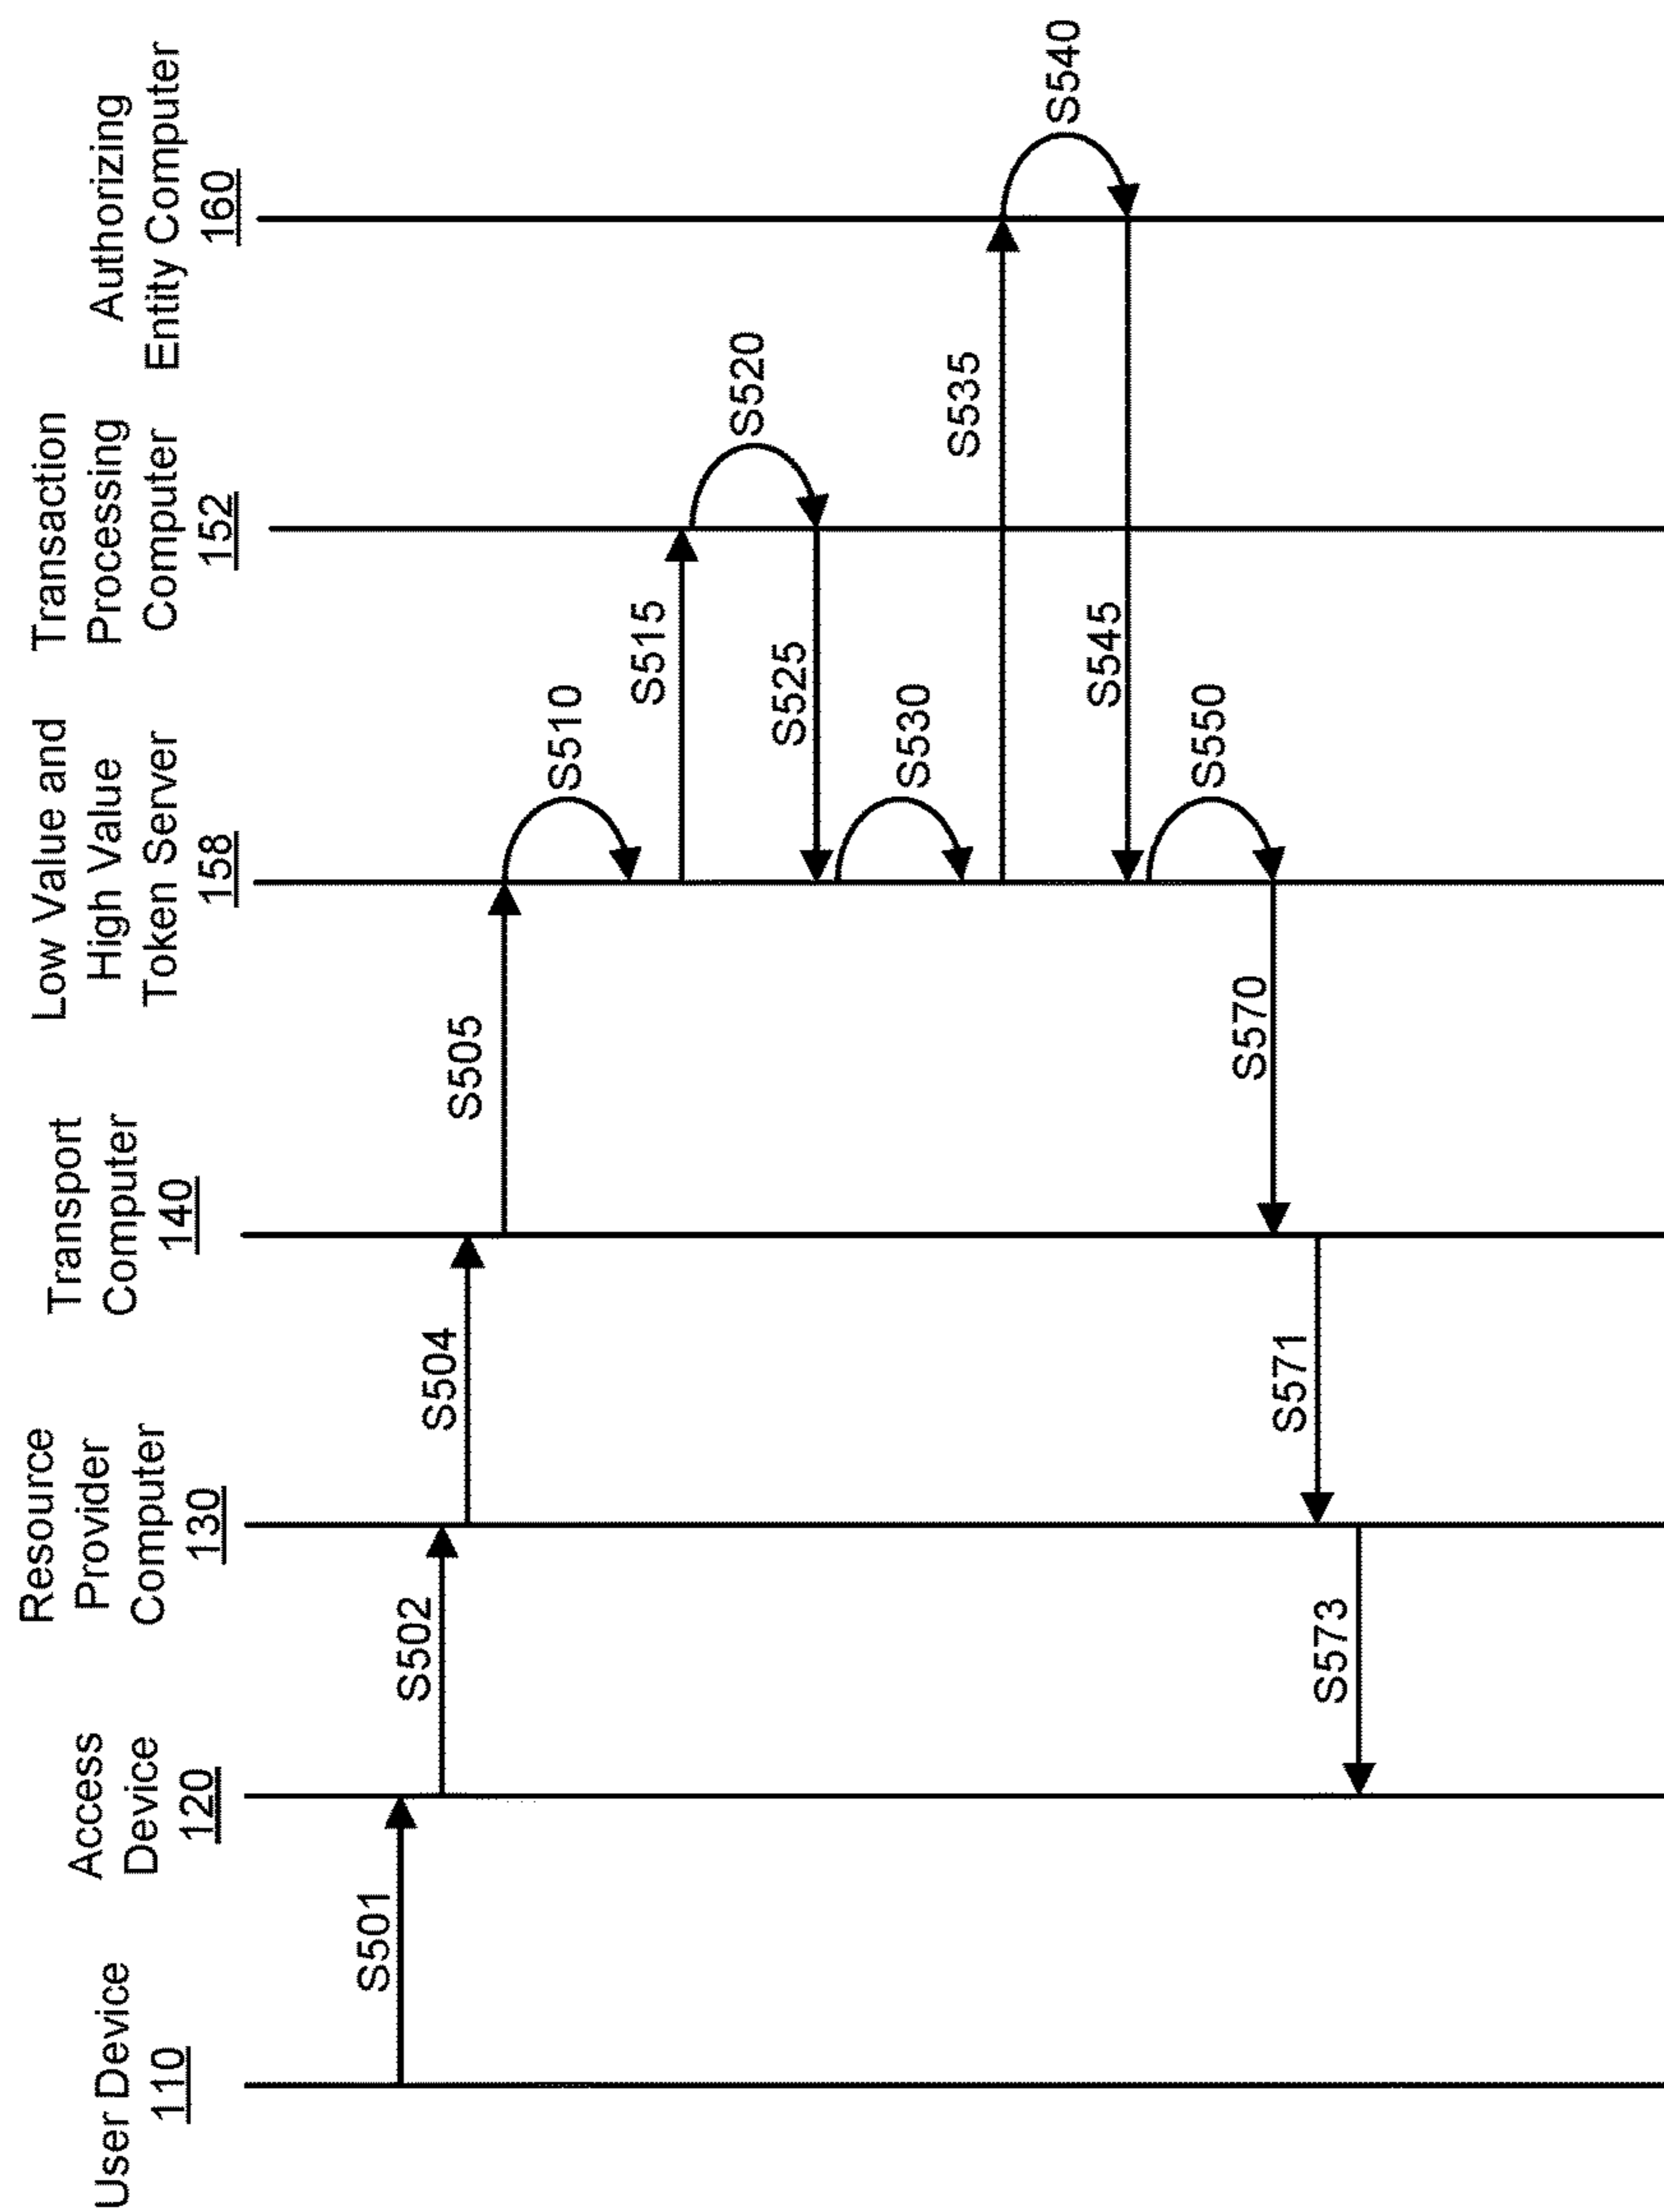 User Device
110
Access
Device
120
Resource
Provider
Computer
130
Transport
Computer
140
Low Value and
High Value
Token Server
158
Transaction
Processing
Computer
152
Authorizing
Entity Computer
160
S501
S502
S504
S505
S510
S515
S520
S525
S530
S535
S540
S545
S550
S570
S571
S573